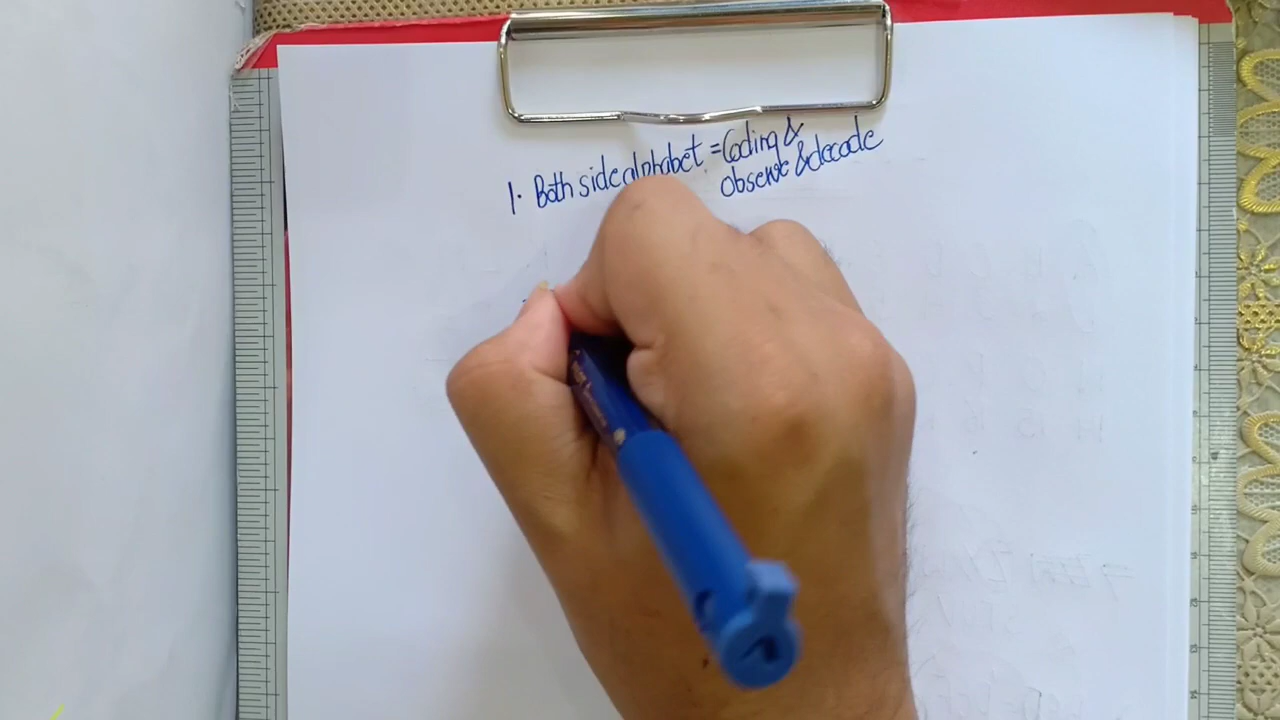 1. Both side alphabet = Coding &
observe & decode